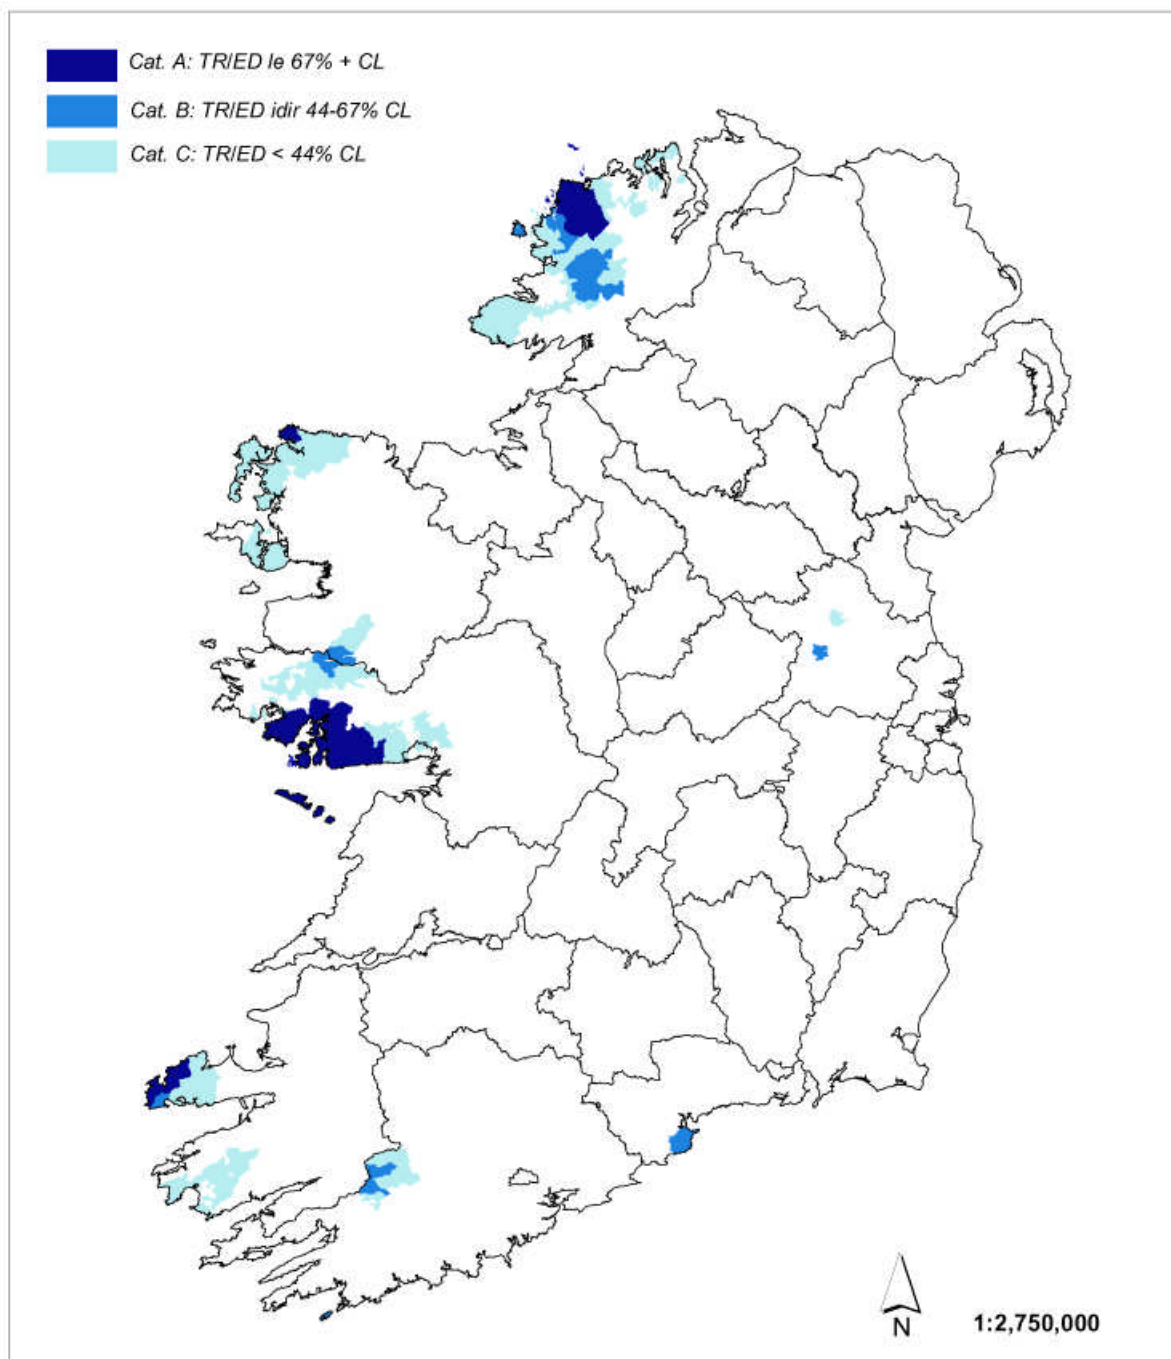 Cat. A: TR/ED le 67% + CL
Cat. B: TR/ED idir 44-67% CL
Cat. C: TR/ED < 44% CL
N
1:2,750,000